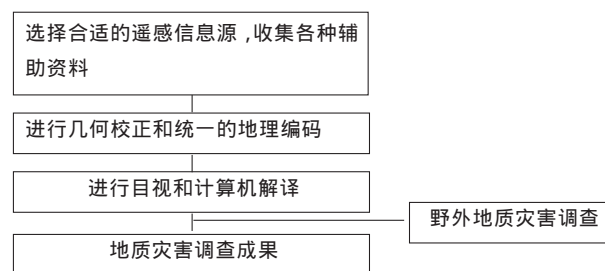 选择合适的遥感信息源,收集各种辅
助资料
进行几何校正和统一的地理编码
进行目视和计算机解译
野外地质灾害调查
地质灾害调查成果